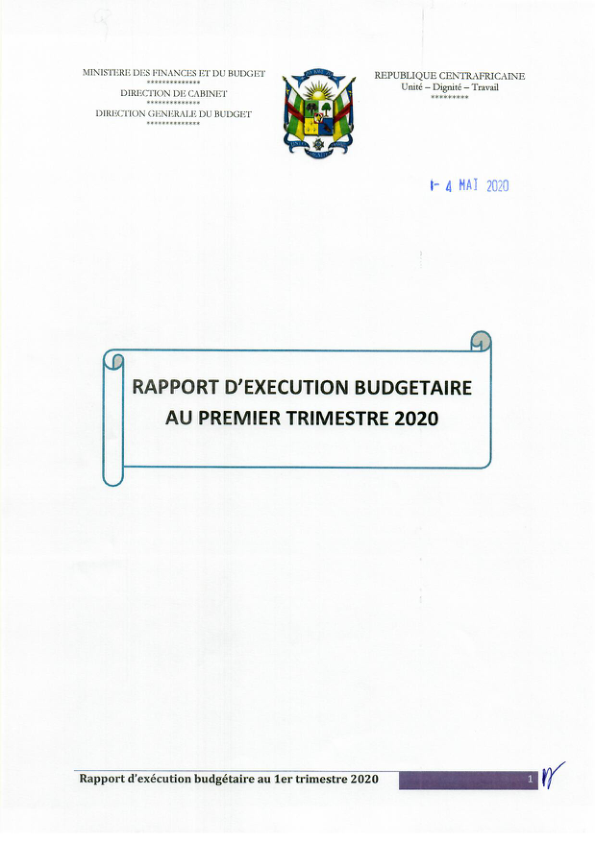 MINISTERE DES FINANCES ET DU BUDGET
**************
DIRECTION DE CABINET
**************
DIRECTION GENERALE DU BUDGET
**************
REPUBLIQUE CENTRAFRICAINE
Unité – Dignité – Travail
*********
- 4 MAI 2020
RAPPORT D'EXECUTION BUDGETAIRE
AU PREMIER TRIMESTRE 2020
Rapport d'exécution budgétaire au 1er trimestre 2020
1